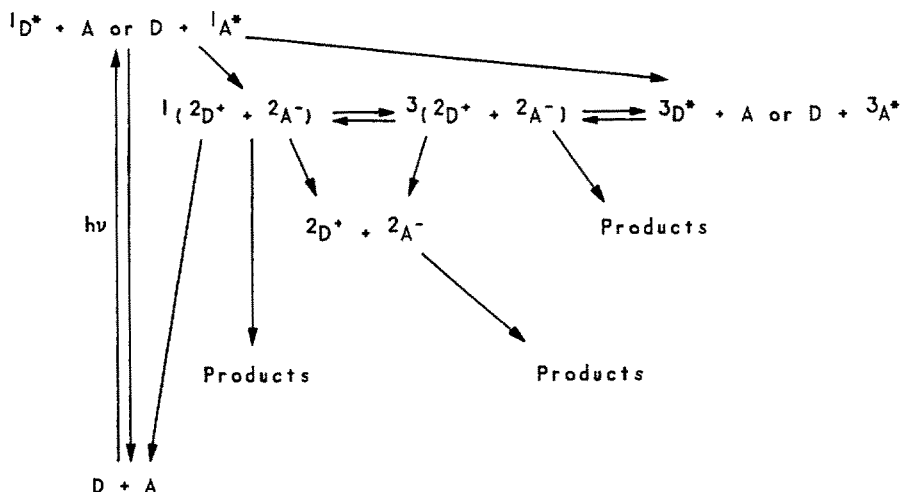 ¹D* + A or D + ¹A*
¹(²D⁺ + ²A⁻) ⇌ ³(²D⁺ + ²A⁻) ⇌ ³D* + A or D + ³A*
hν ²D⁺ + ²A⁻ Products
Products Products
D + A